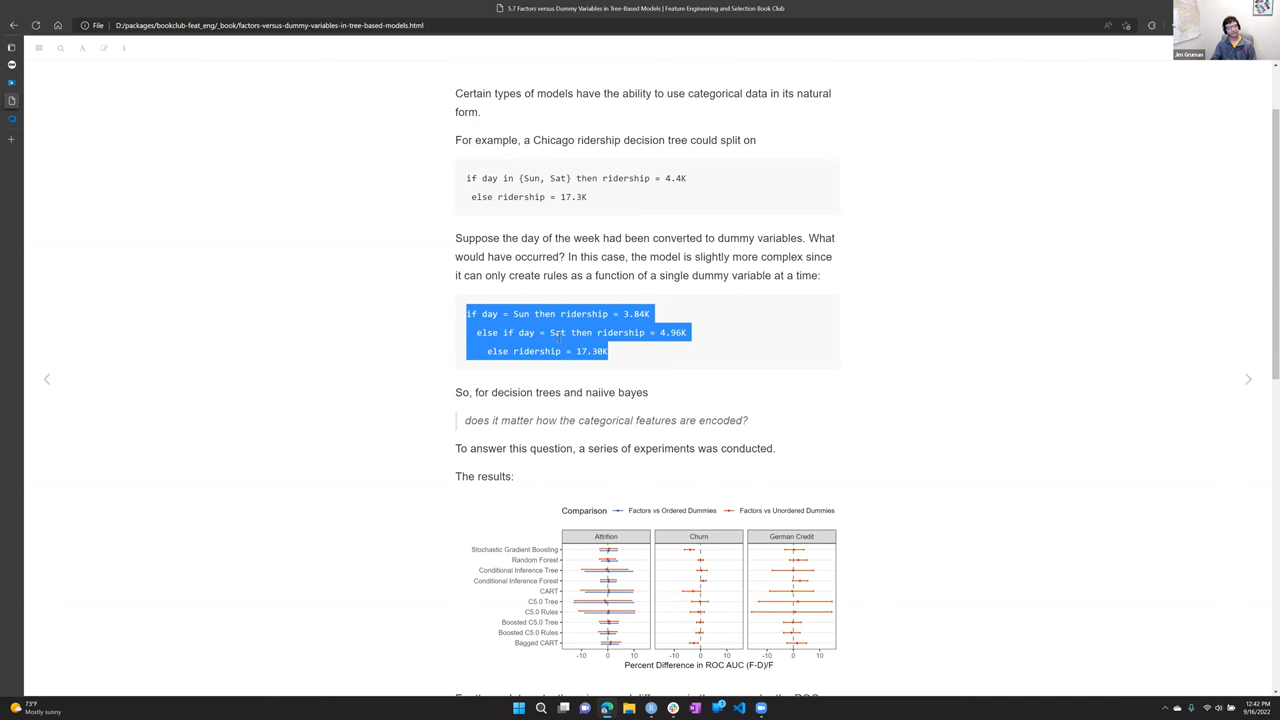 5.7 Factors versus Dummy Variables in Tree-Based Models | Feature Engineering and Selection Book Club
File
D:/packages/bookclub-feat_eng/_book/factors-versus-dummy-variables-in-tree-based-models.html
Jim Gruman
Certain types of models have the ability to use categorical data in its natural
form.
For example, a Chicago ridership decision tree could split on
if day in {Sun, Sat} then ridership = 4.4K
else ridership = 17.3K
Suppose the day of the week had been converted to dummy variables. What
would have occurred? In this case, the model is slightly more complex since
it can only create rules as a function of a single dummy variable at a time:
if day = Sun then ridership = 3.84K
else if day = Sat then ridership = 4.96K
else ridership = 17.30K
So, for decision trees and naiive bayes
does it matter how the categorical features are encoded?
To answer this question, a series of experiments was conducted.
The results:
Comparison Factors vs Ordered Dummies Factors vs Unordered Dummies
Attrition Churn German Credit
Stochastic Gradient Boosting
Random Forest
Conditional Inference Tree
Conditional Inference Forest
CART
C5.0 Tree
C5.0 Rules
Boosted C5.0 Tree
Boosted C5.0 Rules
Bagged CART
-10 0 10 -10 0 10 -10 0 10
Percent Difference in ROC AUC (F-D)/F
73°F
Mostly sunny
12:42 PM
9/16/2022